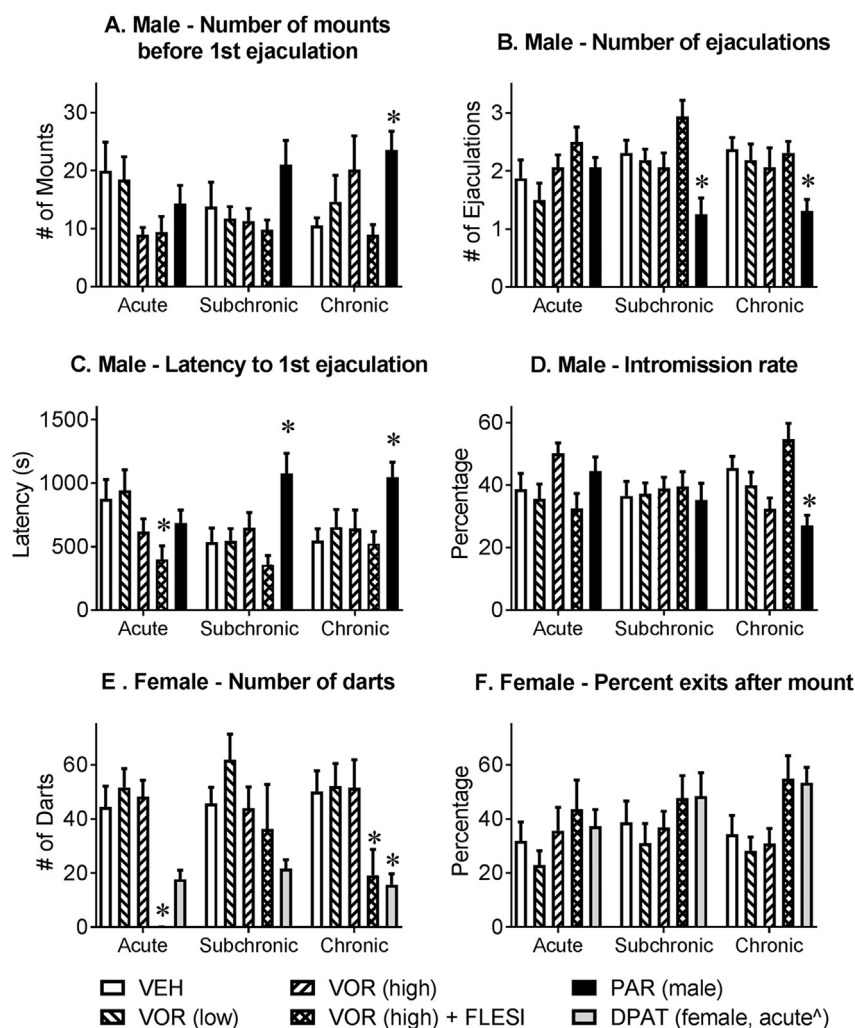 A. Male - Number of mounts
before 1st ejaculation
# of Mounts
30
20
10
0
*
Acute Subchronic Chronic
B. Male - Number of ejaculations
# of Ejaculations
3
2
1
0
* *
Acute Subchronic Chronic
C. Male - Latency to 1st ejaculation
Latency (s)
1500
1000
500
0
* * *
Acute Subchronic Chronic
D. Male - Intromission rate
Percentage
60
40
20
0
*
Acute Subchronic Chronic
E . Female - Number of darts
# of Darts
60
40
20
0
* * *
Acute Subchronic Chronic
F. Female - Percent exits after mount
Percentage
60
40
20
0
Acute Subchronic Chronic
VEH VOR (high) PAR (male)
VOR (low) VOR (high) + FLESI DPAT (female, acute^)